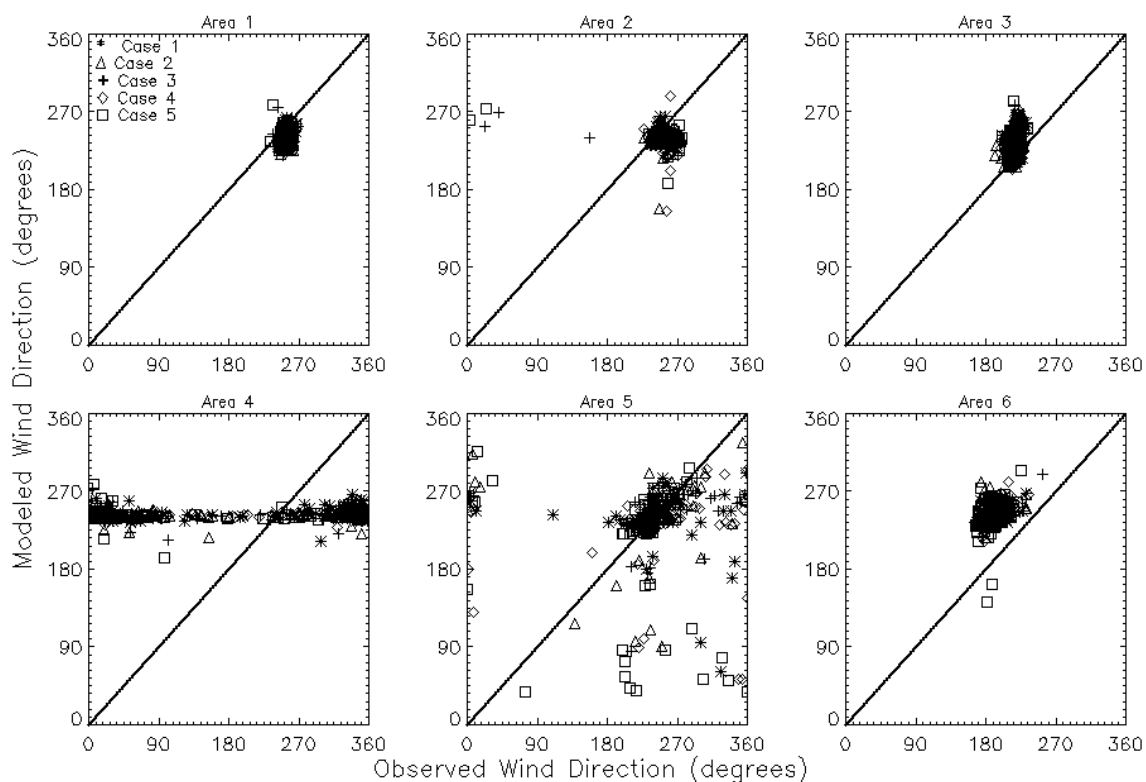 Area 1
Area 2
Area 3
360
270
180
90
0
Case 1
Case 2
Case 3
Case 4
Case 5
0 90 180 270 360
360
270
180
90
0
0 90 180 270 360
360
270
180
90
0
0 90 180 270 360
Modeled Wind Direction (degrees)
Area 4
Area 5
Area 6
360
270
180
90
0
0 90 180 270 360
360
270
180
90
0
0 90 180 270 360
360
270
180
90
0
0 90 180 270 360
Observed Wind Direction (degrees)